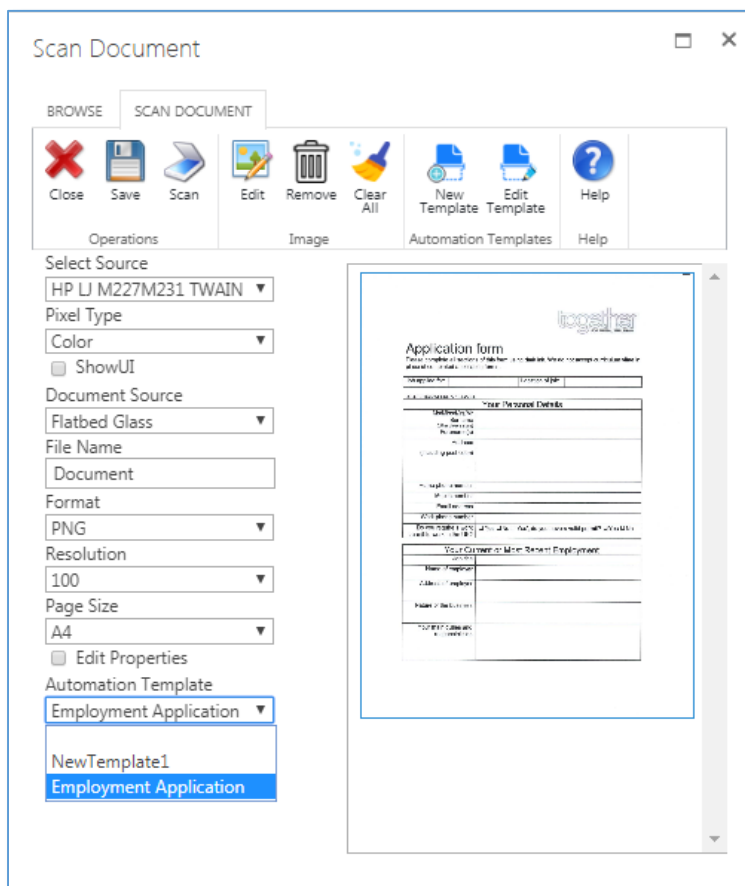 Scan Document
BROWSE SCAN DOCUMENT
Close Save Scan Edit Remove Clear All New Template Edit Template Help
Operations Image Automation Templates Help
Select Source
HP LJ M227M231 TWAIN
Pixel Type
Color
ShowUI
Document Source
Flatbed Glass
File Name
Document
Format
PNG
Resolution
100
Page Size
A4
Edit Properties
Automation Template
Employment Application
NewTemplate1
Employment Application
together
Application form
Your Personal Details
Your Current or Most Recent Employment
Name of employer